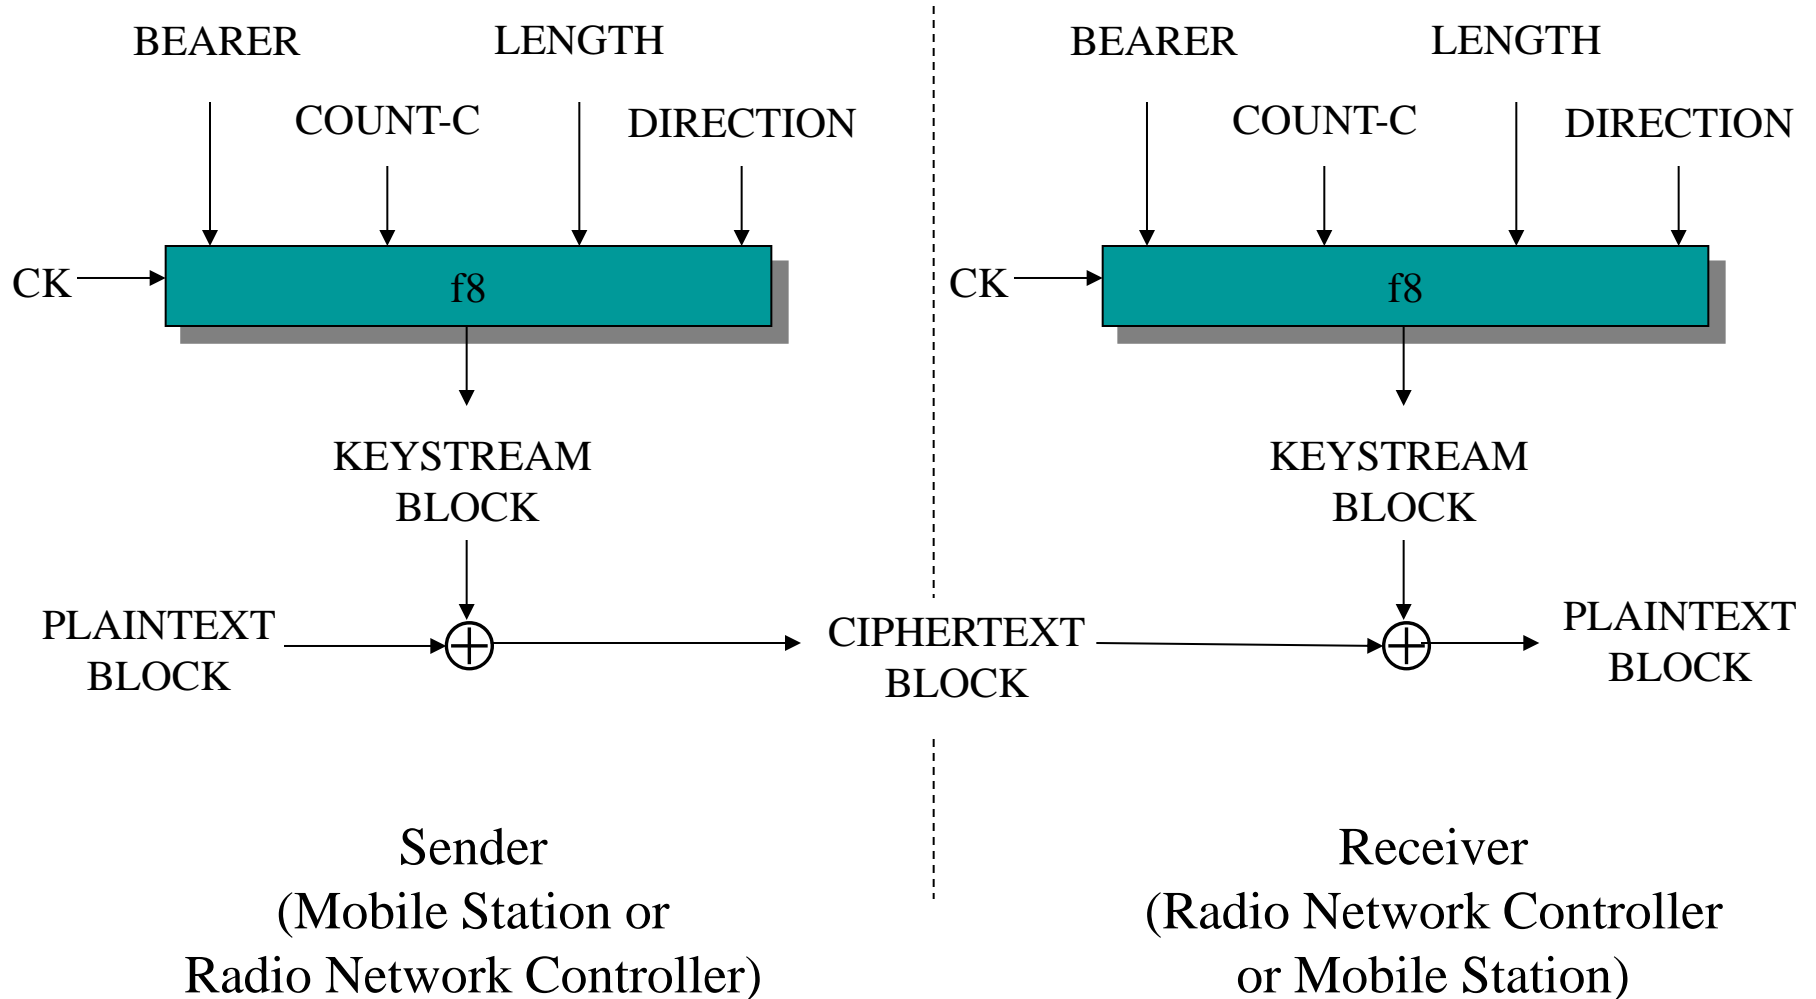 BEARER
LENGTH
COUNT-C
DIRECTION
CK
f8
KEYSTREAM
BLOCK
PLAINTEXT
BLOCK
CIPHERTEXT
BLOCK
Sender
(Mobile Station or
Radio Network Controller)
BEARER
LENGTH
COUNT-C
DIRECTION
CK
f8
KEYSTREAM
BLOCK
PLAINTEXT
BLOCK
Receiver
(Radio Network Controller
or Mobile Station)